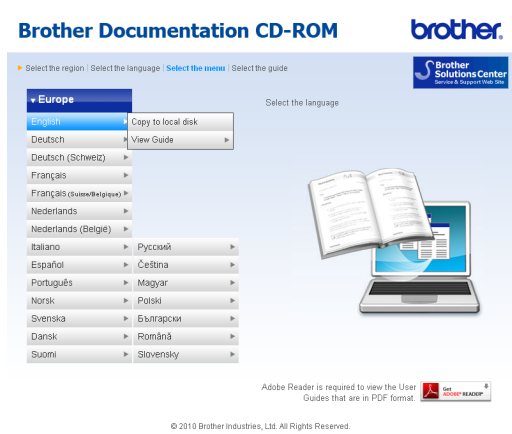 Brother Documentation CD-ROM
brother
Select the region | Select the language | Select the menu | Select the guide
Brother
Solutions Center
Service & Support Web Site
Europe
Select the language
English
Copy to local disk
Deutsch
View Guide
Deutsch (Schweiz)
Français
Français (Suisse/Belgique)
Nederlands
Nederlands (België)
Italiano
Русский
Español
Čeština
Português
Magyar
Norsk
Polski
Svenska
Български
Dansk
Română
Suomi
Slovensky
Adobe Reader is required to view the User
Guides that are in PDF format.
Get
ADOBE® READER®
© 2010 Brother Industries, Ltd. All Rights Reserved.